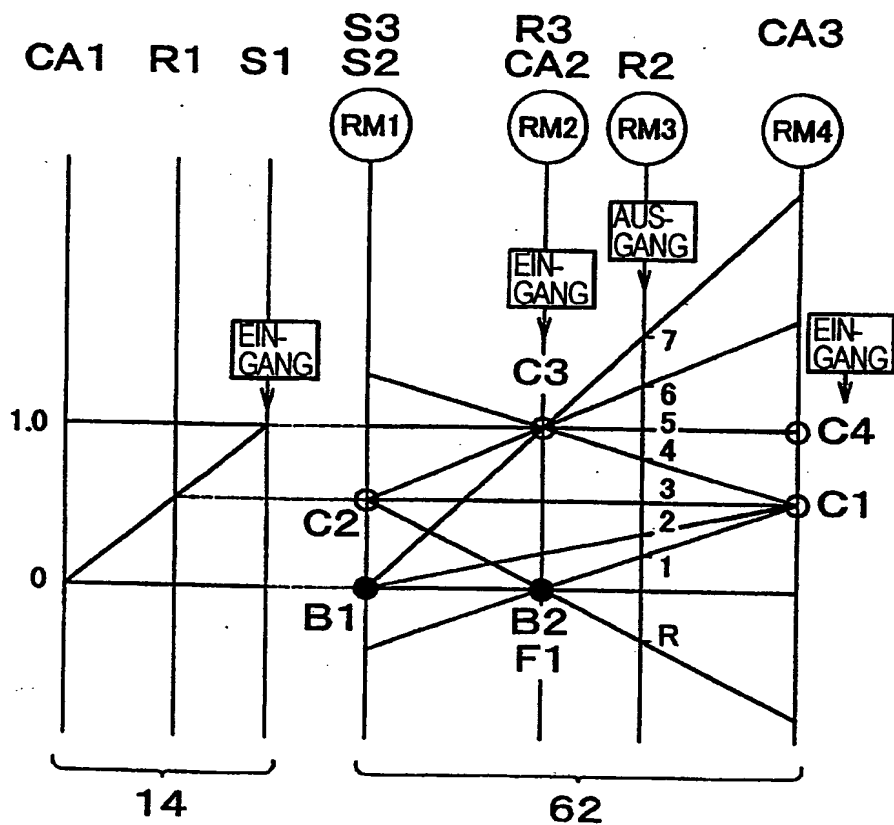 S3 R3 CA3
CA1 R1 S1 S2 CA2 R2
RM1 RM2 RM3 RM4
AUS-
GANG
EIN-
GANG
EIN-
GANG
EIN-
GANG
7
C3
6
1.0
5
C4
4
3
C1
C2
2
1
0
B1
B2
R
F1
14
62